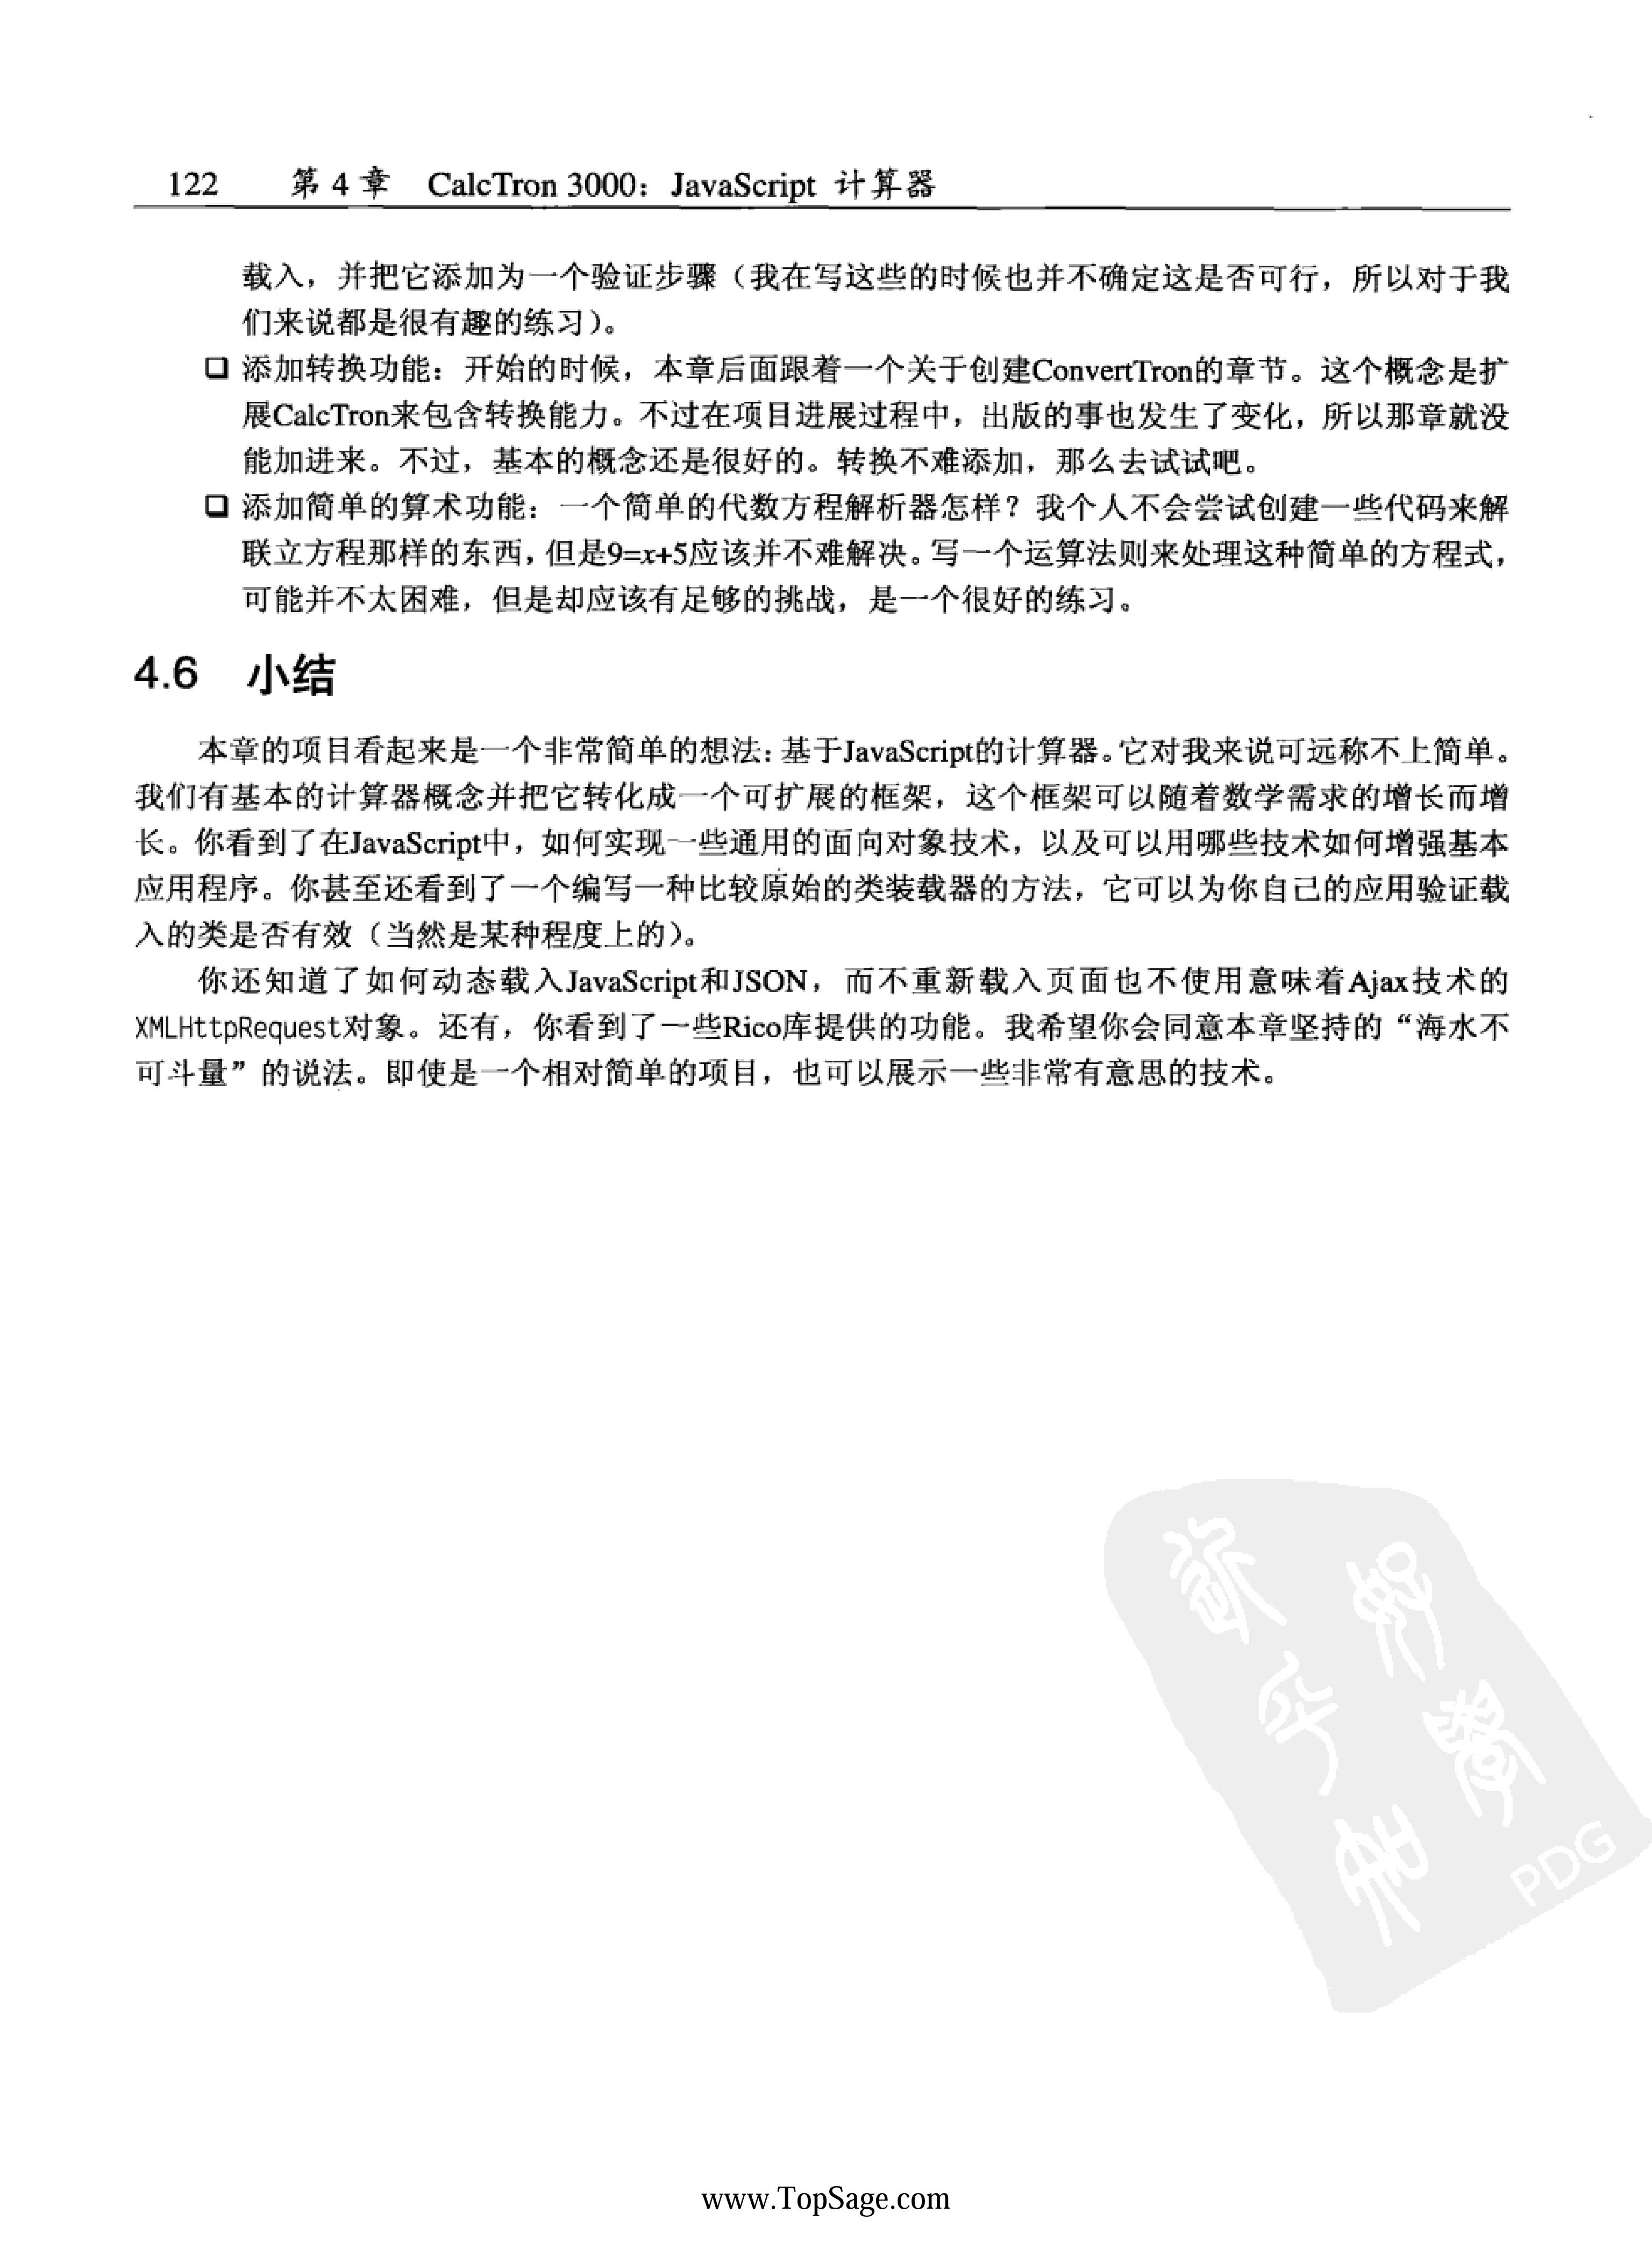 122 第 4 章 CalcTron 3000：JavaScript 计算器
载入，并把它添加为一个验证步骤（我在写这些的时候也并不确定这是否可行，所以对于我
们来说都是很有趣的练习）。
❑ 添加转换功能：开始的时候，本章后面跟着一个关于创建ConvertTron的章节。这个概念是扩
展CalcTron来包含转换能力。不过在项目进展过程中，出版的事也发生了变化，所以那章就没
能加进来。不过，基本的概念还是很好的。转换不难添加，那么去试试吧。
❑ 添加简单的算术功能：一个简单的代数方程解析器怎样？我个人不会尝试创建一些代码来解
联立方程那样的东西，但是9=x+5应该并不难解决。写一个运算法则来处理这种简单的方程式，
可能并不太困难，但是却应该有足够的挑战，是一个很好的练习。
4.6 小结
本章的项目看起来是一个非常简单的想法：基于JavaScript的计算器。它对我来说可远称不上简单。
我们有基本的计算器概念并把它转化成一个可扩展的框架，这个框架可以随着数学需求的增长而增
长。你看到了在JavaScript中，如何实现一些通用的面向对象技术，以及可以用哪些技术如何增强基本
应用程序。你甚至还看到了一个编写一种比较原始的类装载器的方法，它可以为你自己的应用验证载
入的类是否有效（当然是某种程度上的）。
你还知道了如何动态载入JavaScript和JSON，而不重新载入页面也不使用意味着Ajax技术的
XMLHttpRequest对象。还有，你看到了一些Rico库提供的功能。我希望你会同意本章坚持的“海水不
可斗量”的说法。即使是一个相对简单的项目，也可以展示一些非常有意思的技术。
PDG
www.TopSage.com